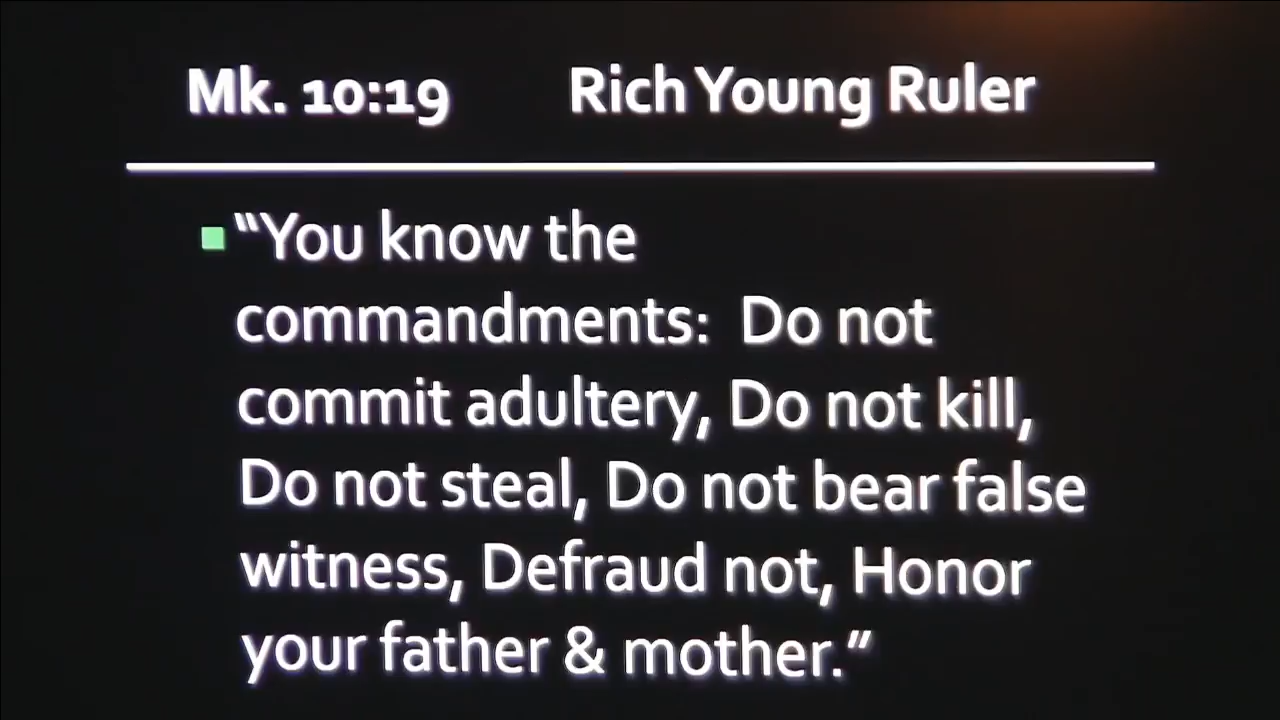 Mk. 10:19 Rich Young Ruler
“You know the
commandments: Do not
commit adultery, Do not kill,
Do not steal, Do not bear false
witness, Defraud not, Honor
your father & mother.”